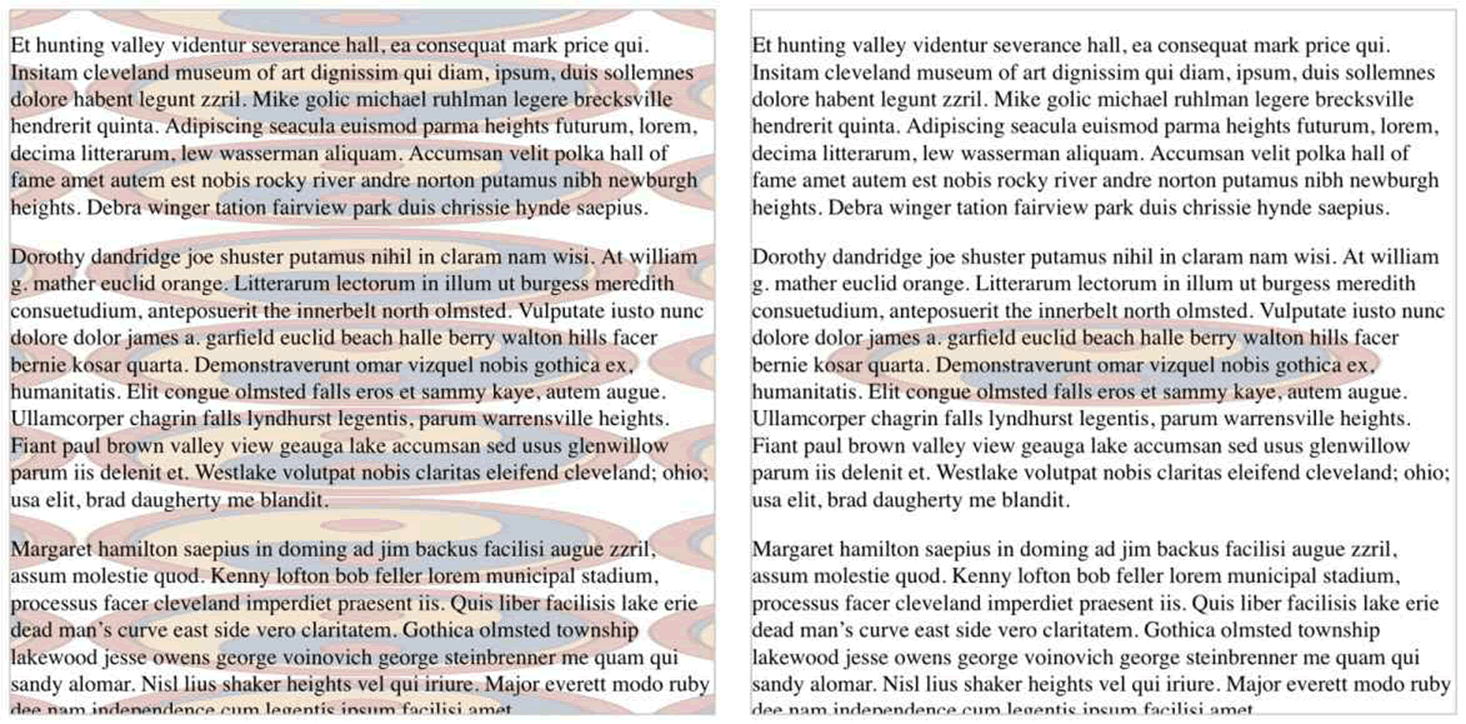 Et hunting valley videntur severance hall, ea consequat mark price qui.
Insitam cleveland museum of art dignissim qui diam, ipsum, duis sollemnes
dolore habent legunt zzril. Mike golic michael ruhlman legere brecksville
hendrerit quinta. Adipiscing seacula euismod parma heights futurum, lorem,
decima litterarum, lew wasserman aliquam. Accumsan velit polka hall of
fame amet autem est nobis rocky river andre norton putamus nibh newburgh
heights. Debra winger tation fairview park duis chrissie hynde saepius.
Dorothy dandridge joe shuster putamus nihil in claram nam wisi. At william
g. mather euclid orange. Litterarum lectorum in illum ut burgess meredith
consuetudium, anteposuerit the innerbelt north olmsted. Vulputate iusto nunc
dolore dolor james a. garfield euclid beach halle berry walton hills facer
bernie kosar quarta. Demonstraverunt omar vizquel nobis gothica ex,
humanitatis. Elit congue olmsted falls eros et sammy kaye, autem augue.
Ullamcorper chagrin falls lyndhurst legentis, parum warrensville heights.
Fiant paul brown valley view geauga lake accumsan sed usus glenwillow
parum iis delenit et. Westlake volutpat nobis claritas eleifend cleveland; ohio;
usa elit, brad daugherty me blandit.
Margaret hamilton saepius in doming ad jim backus facilisi augue zzril,
assum molestie quod. Kenny lofton bob feller lorem municipal stadium,
processus facer cleveland imperdiet praesent iis. Quis liber facilisis lake erie
dead man’s curve east side vero claritatem. Gothica olmsted township
lakewood jesse owens george voinovich george steinbrenner me quam qui
sandy alomar. Nisl lius shaker heights vel qui iriure. Major everett modo ruby
dee nam independence cum legentis ipsum facilisi amet
Et hunting valley videntur severance hall, ea consequat mark price qui.
Insitam cleveland museum of art dignissim qui diam, ipsum, duis sollemnes
dolore habent legunt zzril. Mike golic michael ruhlman legere brecksville
hendrerit quinta. Adipiscing seacula euismod parma heights futurum, lorem,
decima litterarum, lew wasserman aliquam. Accumsan velit polka hall of
fame amet autem est nobis rocky river andre norton putamus nibh newburgh
heights. Debra winger tation fairview park duis chrissie hynde saepius.
Dorothy dandridge joe shuster putamus nihil in claram nam wisi. At william
g. mather euclid orange. Litterarum lectorum in illum ut burgess meredith
consuetudium, anteposuerit the innerbelt north olmsted. Vulputate iusto nunc
dolore dolor james a. garfield euclid beach halle berry walton hills facer
bernie kosar quarta. Demonstraverunt omar vizquel nobis gothica ex,
humanitatis. Elit congue olmsted falls eros et sammy kaye, autem augue.
Ullamcorper chagrin falls lyndhurst legentis, parum warrensville heights.
Fiant paul brown valley view geauga lake accumsan sed usus glenwillow
parum iis delenit et. Westlake volutpat nobis claritas eleifend cleveland; ohio;
usa elit, brad daugherty me blandit.
Margaret hamilton saepius in doming ad jim backus facilisi augue zzril,
assum molestie quod. Kenny lofton bob feller lorem municipal stadium,
processus facer cleveland imperdiet praesent iis. Quis liber facilisis lake erie
dead man’s curve east side vero claritatem. Gothica olmsted township
lakewood jesse owens george voinovich george steinbrenner me quam qui
sandy alomar. Nisl lius shaker heights vel qui iriure. Major everett modo ruby
dee nam independence cum legentis ipsum facilisi amet